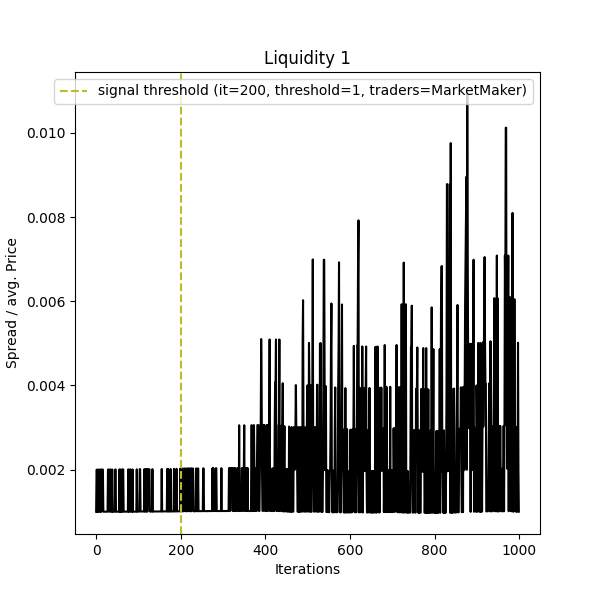 Liquidity 1
signal threshold (it=200, threshold=1, traders=MarketMaker)
0.010
0.008
0.006
0.004
0.002
Spread / avg. Price
0 200 400 600 800 1000
Iterations